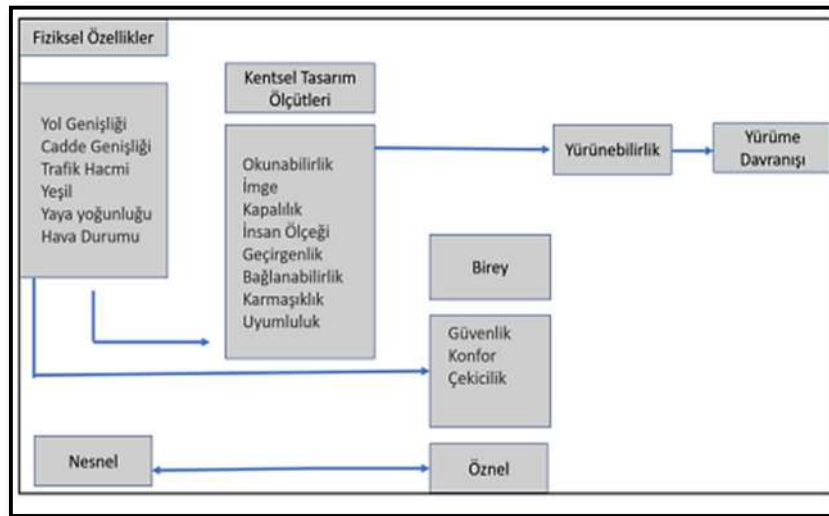 Fiziksel Özellikler
Yol Genişliği
Cadde Genişliği
Trafik Hacmi
Yeşil
Yaya yoğunluğu
Hava Durumu
Kentsel Tasarım
Ölçütleri
Okunabilirlik
İmge
Kapalılık
İnsan Ölçeği
Geçirgenlik
Bağlanabilirlik
Karmaşıklık
Uyumluluk
Yürünebilirlik
Yürüme
Davranışı
Birey
Güvenlik
Konfor
Çekicilik
Nesnel
Öznel